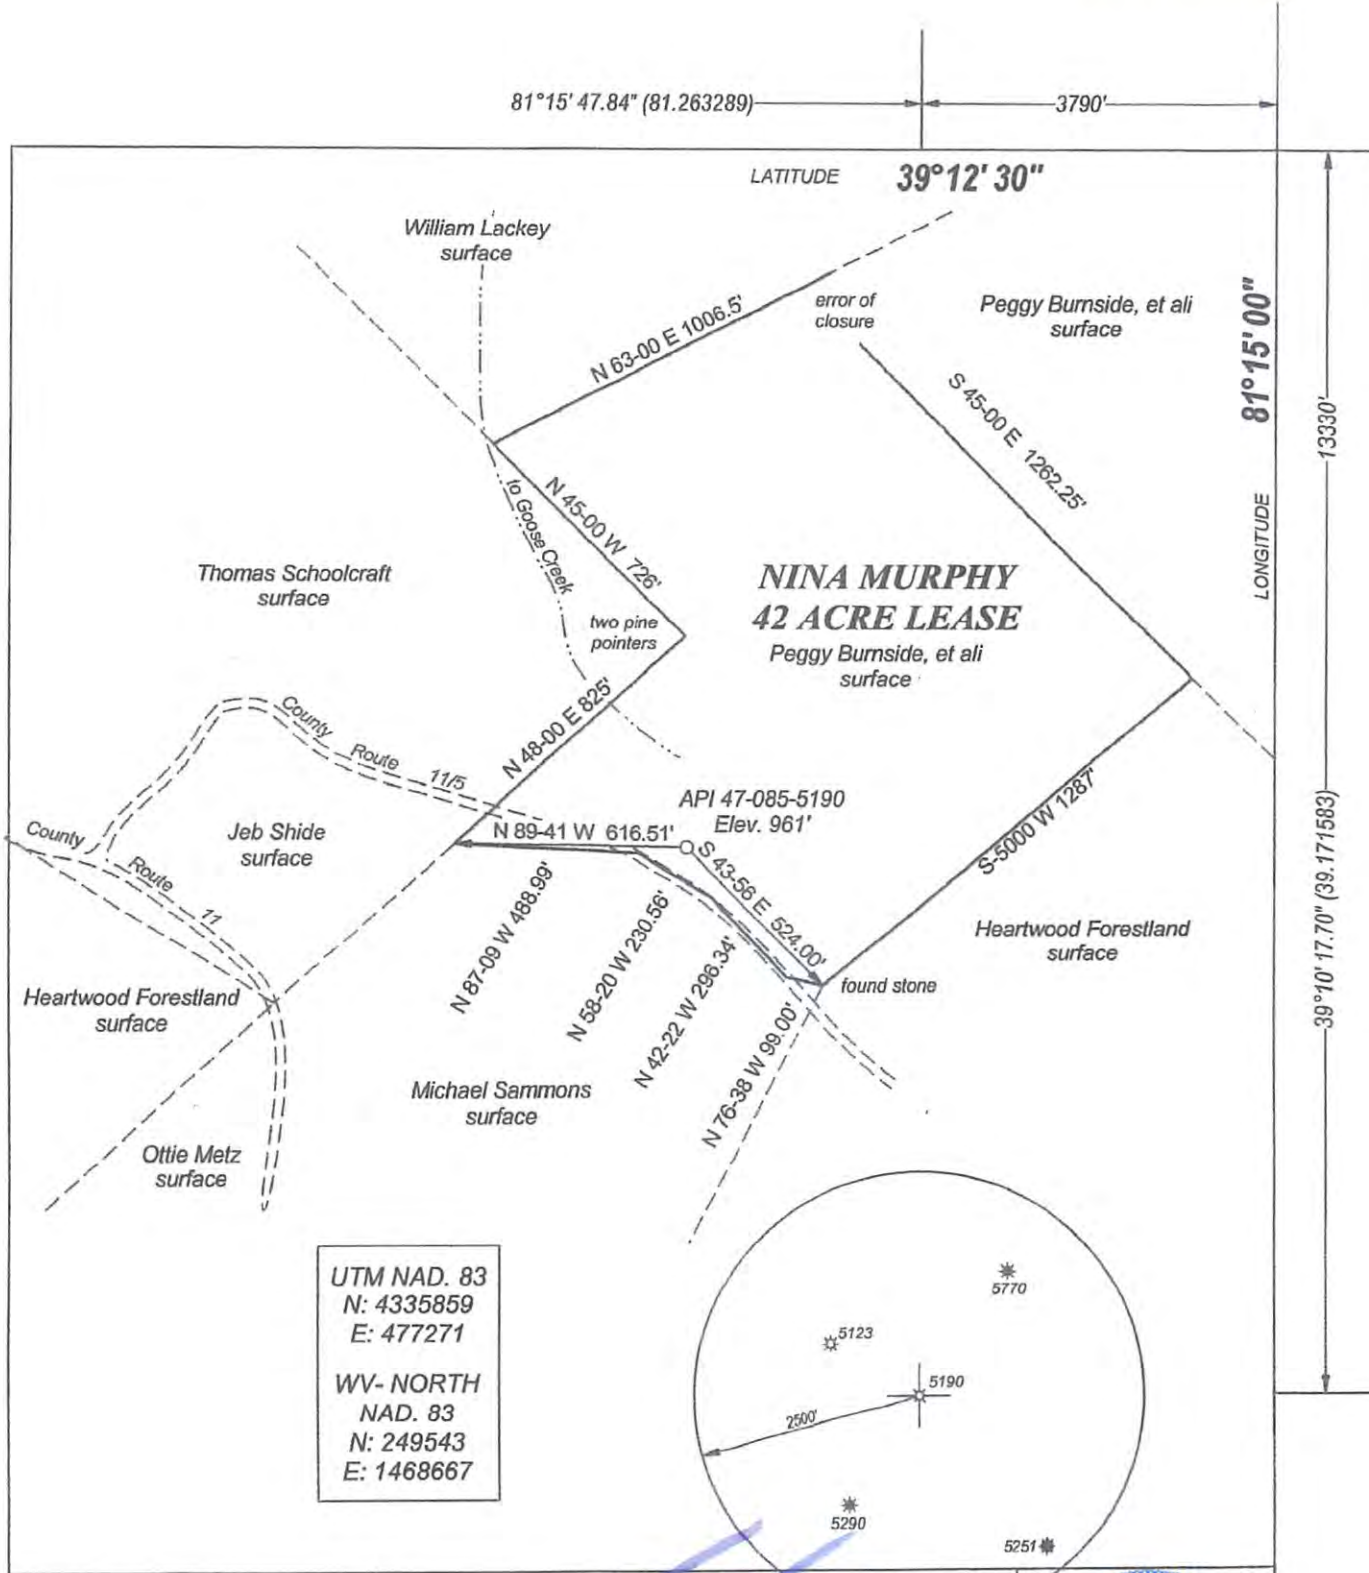 81°15' 47.84" (81.263289)
3790'
LATITUDE 39°12' 30"
William Lackey
surface
N 63-00 E 1006.5'
error of
closure
Peggy Burnside, et ali
surface
81°15' 00"
LONGITUDE
13330'
39°10' 17.70" (39.171583)
S 45-00 E 1262.25'
to Goose Creek
N 45-00 W 726'
Thomas Schoolcraft
surface
two pine
pointers
NINA MURPHY
42 ACRE LEASE
Peggy Burnside, et ali
surface
N 48-00 E 825'
County Route 11/5
API 47-085-5190
Elev. 961'
Jeb Shide
surface
County Route 11
N 89-41 W 616.51'
S 43-56 E 524.00'
S-5000 W 1287'
N 87-09 W 488.99'
N 58-20 W 230.56'
N 42-22 W 296.34'
N 76-38 W 99.00'
found stone
Heartwood Forestland
surface
Heartwood Forestland
surface
Michael Sammons
surface
Ottie Metz
surface
UTM NAD. 83
N: 4335859
E: 477271
WV- NORTH
NAD. 83
N: 249543
E: 1468667
5770
5123
5190
2500'
5290
5251